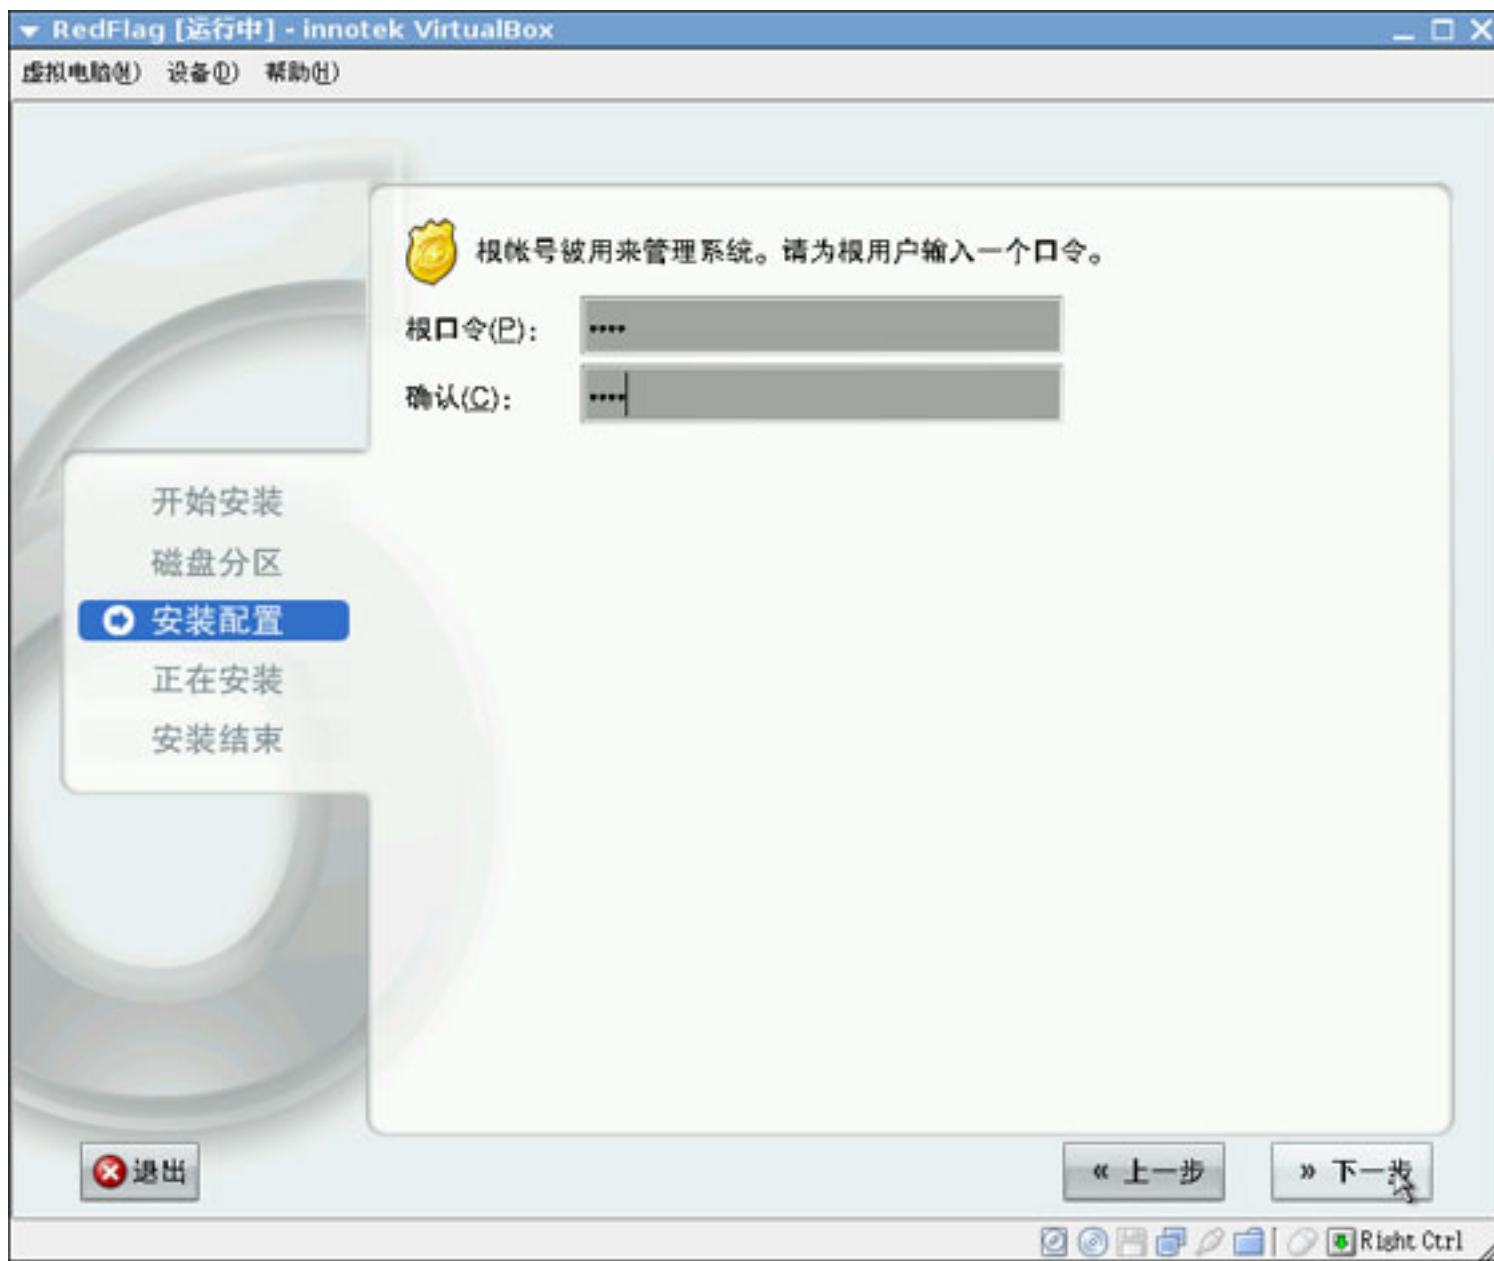 RedFlag [运行中] - innotek VirtualBox
虚拟电脑(M) 设备(D) 帮助(H)
根帐号被用来管理系统。请为根用户输入一个口令。
根口令(P): ••••
确认(C): ••••
开始安装
磁盘分区
安装配置
正在安装
安装结束
退出 « 上一步 » 下一步
Right Ctrl